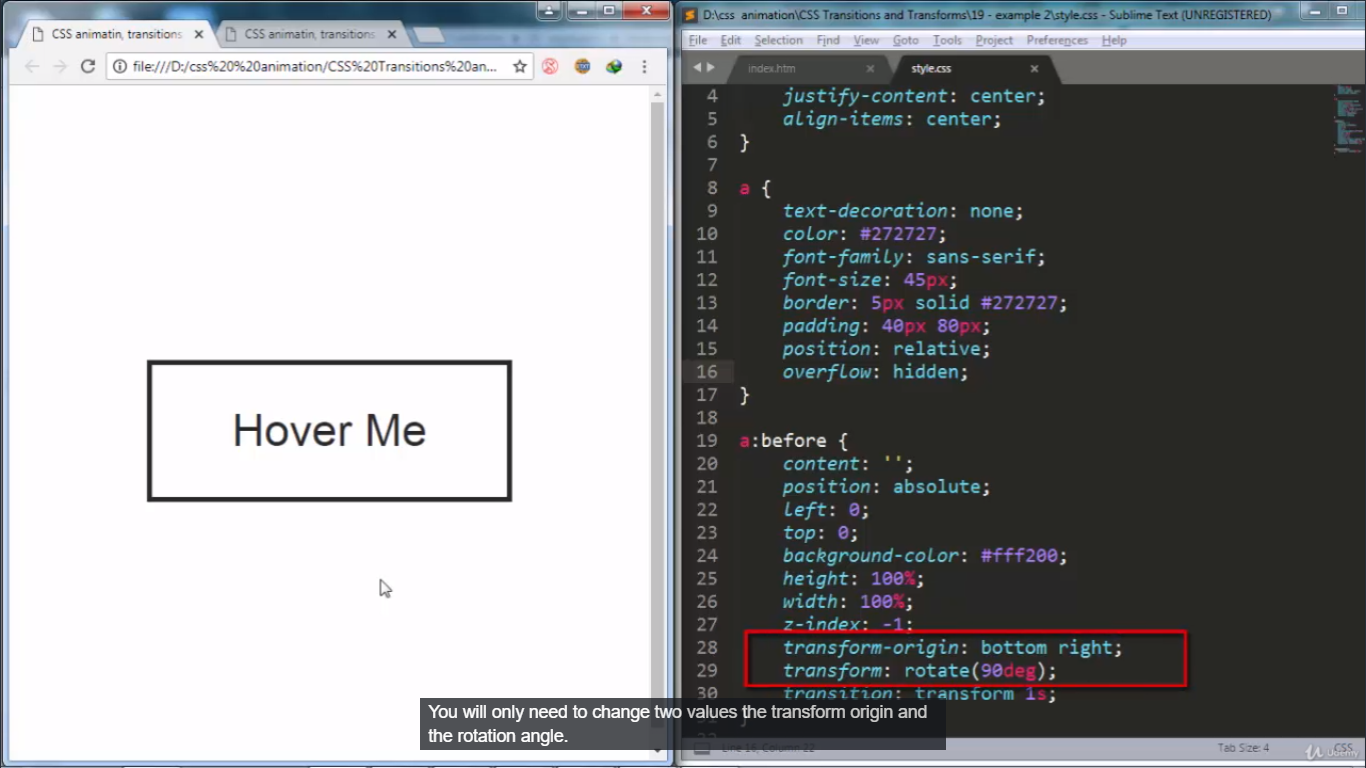 CSS animatin, transitions
CSS animatin, transitions
file:///D:/css%20%20animation/CSS%20Transitions%20an...
Hover Me
D:\css animation\CSS Transitions and Transforms\19 - example 2\style.css - Sublime Text (UNREGISTERED)
File Edit Selection Find View Goto Tools Project Preferences Help
index.htm
style.css
4 justify-content: center;
5 align-items: center;
6 }
7
8 a {
9 text-decoration: none;
10 color: #272727;
11 font-family: sans-serif;
12 font-size: 45px;
13 border: 5px solid #272727;
14 padding: 40px 80px;
15 position: relative;
16 overflow: hidden;
17 }
18
19 a:before {
20 content: '';
21 position: absolute;
22 left: 0;
23 top: 0;
24 background-color: #fff200;
25 height: 100%;
26 width: 100%;
27 z-index: -1;
28 transform-origin: bottom right;
29 transform: rotate(90deg);
30 transition: transform 1s;
You will only need to change two values the transform origin and
the rotation angle.
Line 16, Column 22
Tab Size: 4
CSS
Udemy